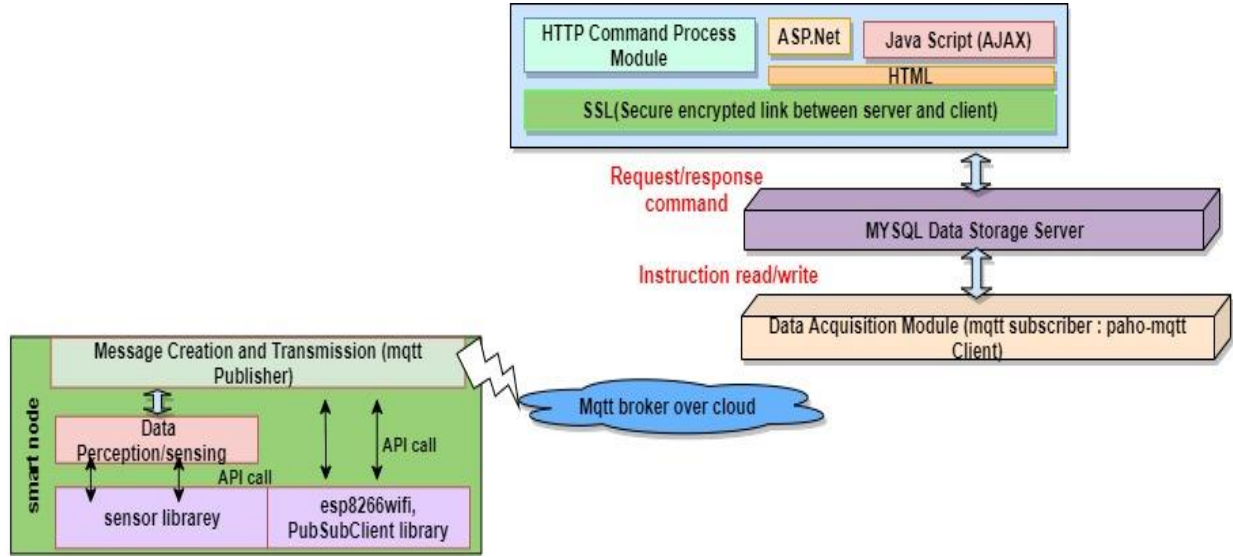 HTTP Command Process
Module
ASP.Net
Java Script (AJAX)
HTML
SSL(Secure encrypted link between server and client)
Request/response
command
MYSQL Data Storage Server
Instruction read/write
Data Acquisition Module (mqtt subscriber : paho-mqtt
Client)
Message Creation and Transmission (mqtt
Publisher)
Mqtt broker over cloud
smart node
Data
Perception/sensing
API call
API call
sensor librarey
esp8266wifi,
PubSubClient library